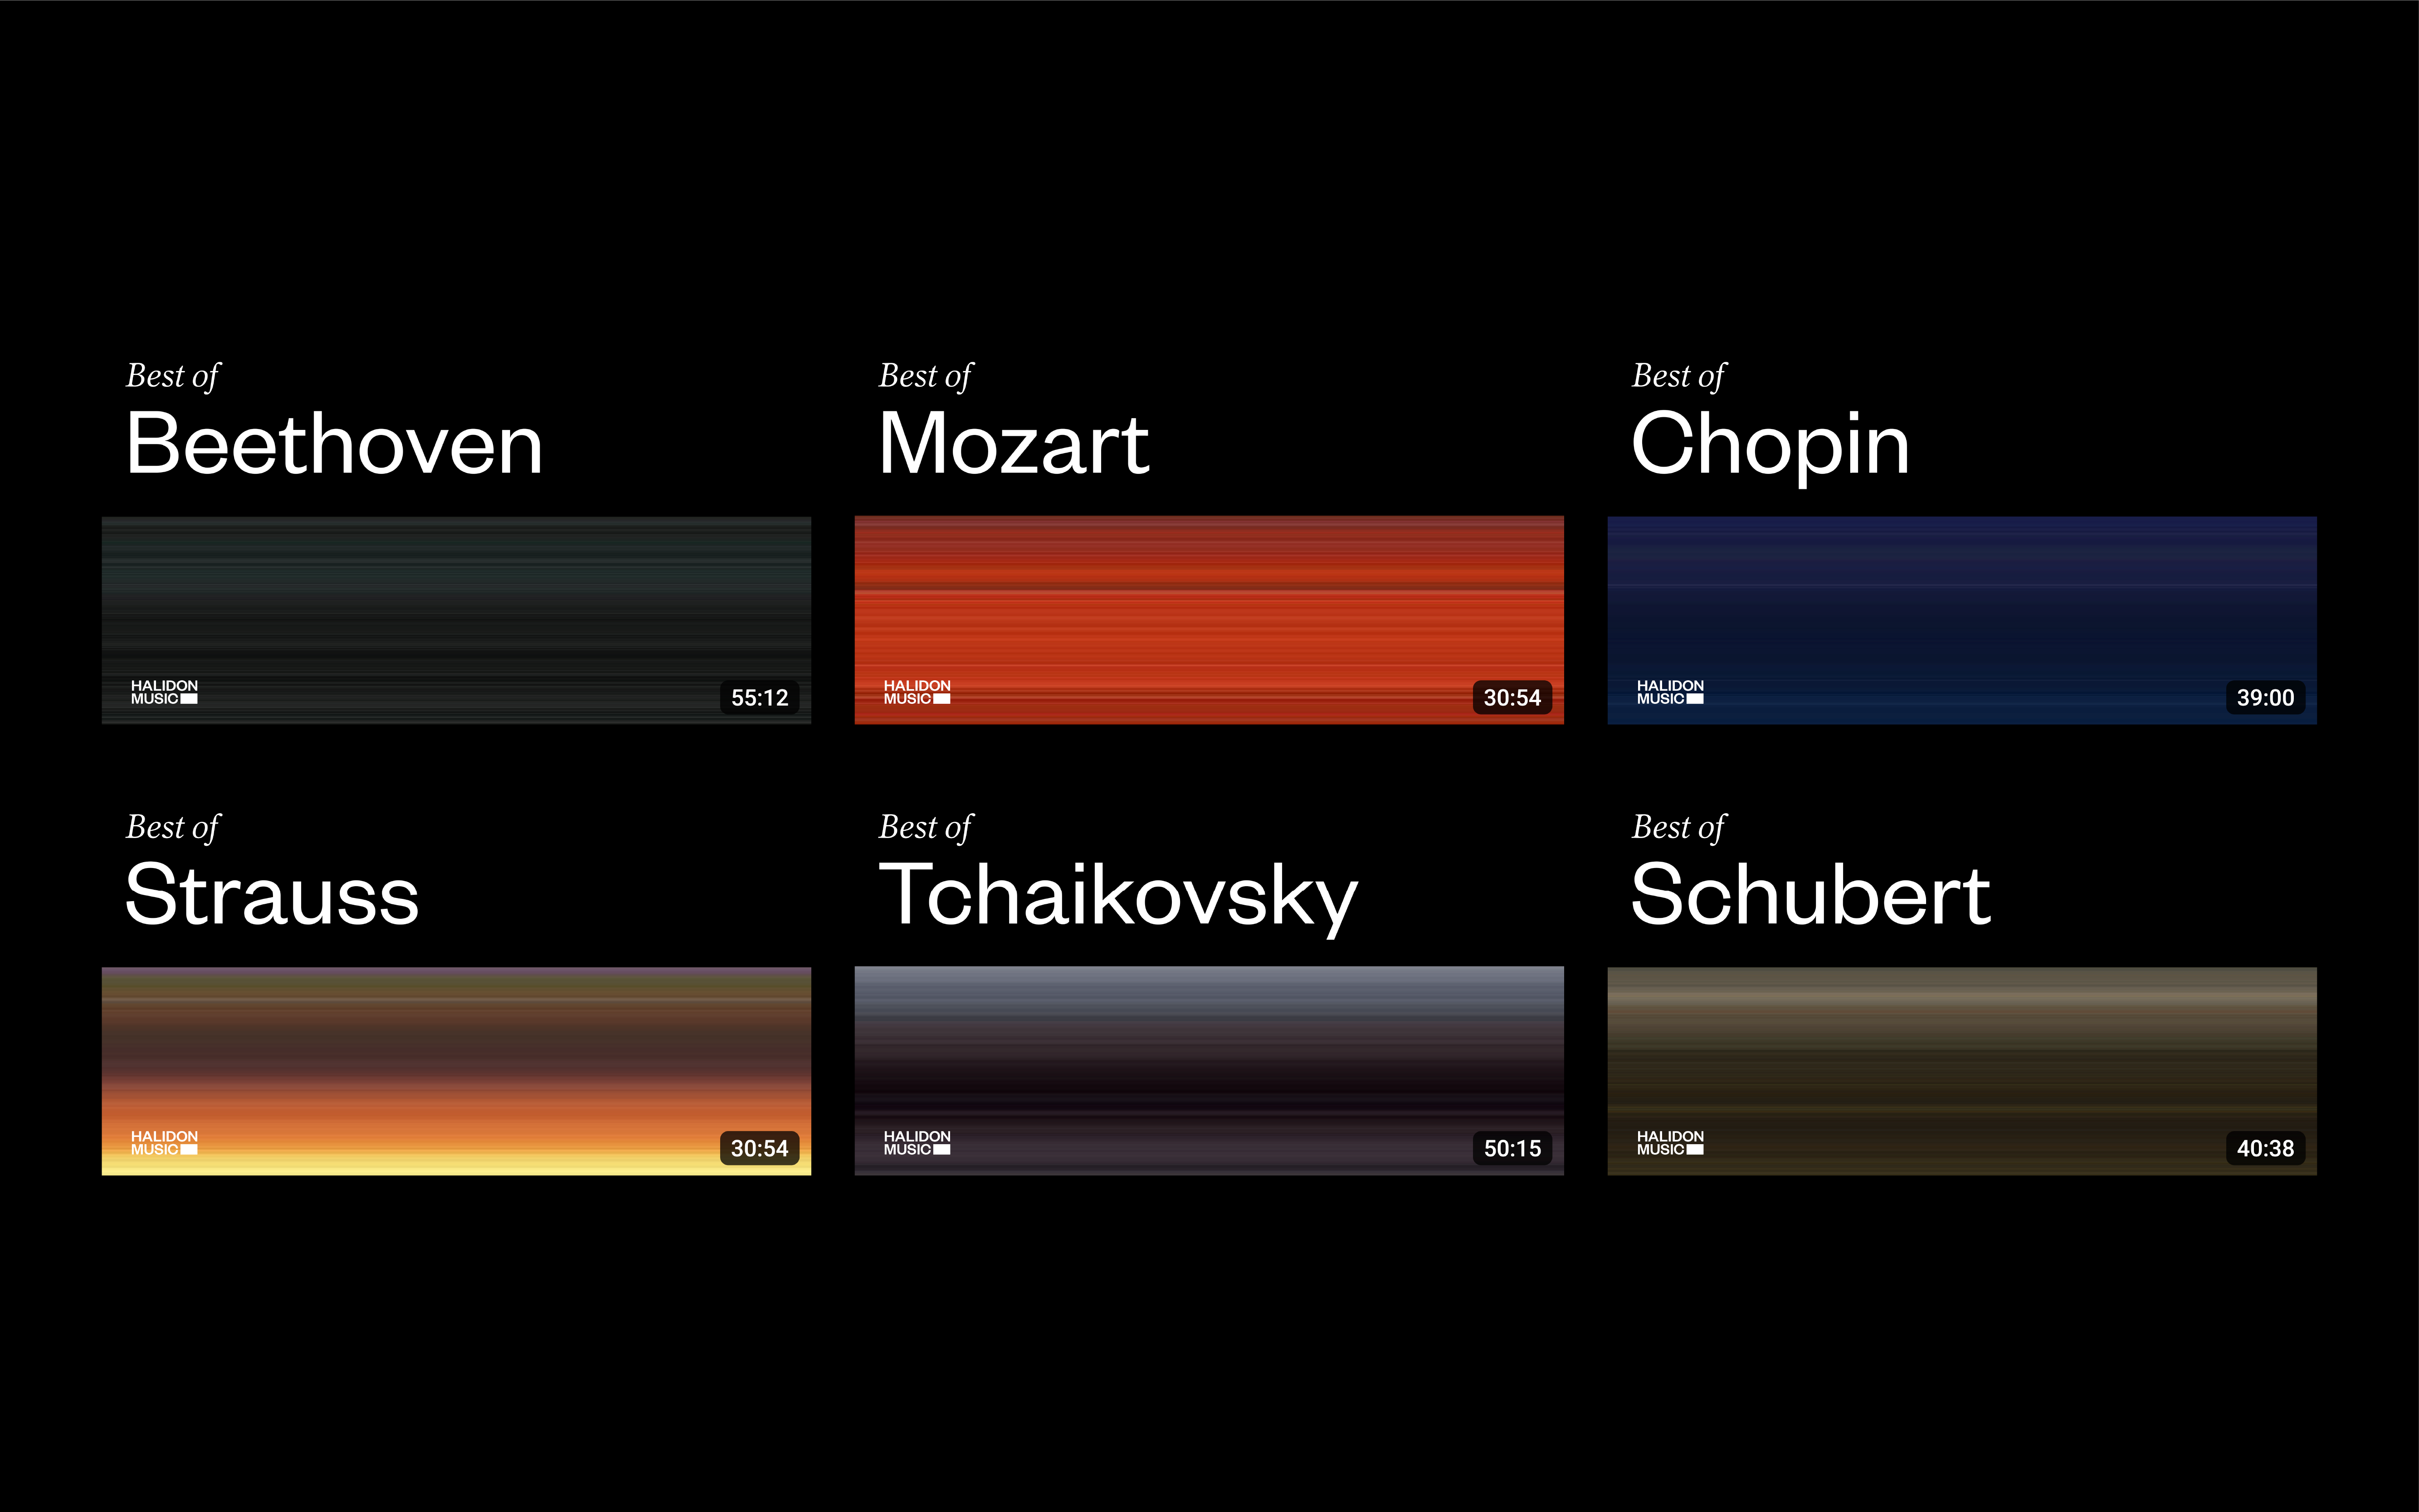 Best of
Beethoven
HALIDON
MUSIC
55:12
Best of
Mozart
HALIDON
MUSIC
30:54
Best of
Chopin
HALIDON
MUSIC
39:00
Best of
Strauss
HALIDON
MUSIC
30:54
Best of
Tchaikovsky
HALIDON
MUSIC
50:15
Best of
Schubert
HALIDON
MUSIC
40:38